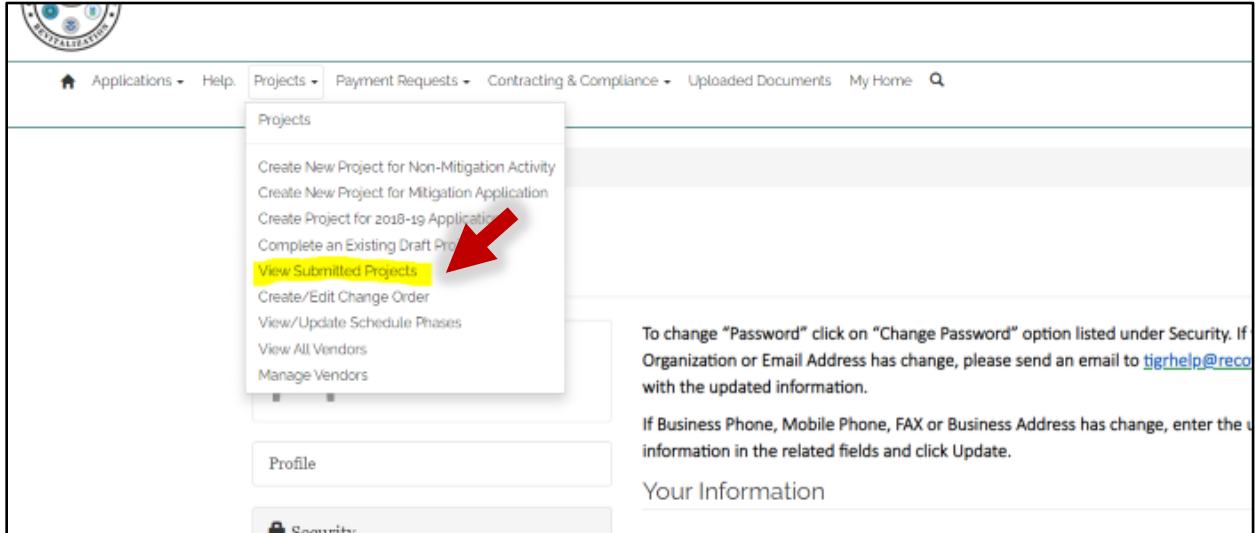 REVITALIZATION
Applications Help. Projects Payment Requests Contracting & Compliance Uploaded Documents My Home
Projects
Create New Project for Non-Mitigation Activity
Create New Project for Mitigation Application
Create Project for 2018-19 Application
Complete an Existing Draft Pro
View Submitted Projects
Create/Edit Change Order
View/Update Schedule Phases
View All Vendors
Manage Vendors
To change “Password” click on “Change Password” option listed under Security. If
Organization or Email Address has change, please send an email to tigrhelp@reco
with the updated information.
If Business Phone, Mobile Phone, FAX or Business Address has change, enter the
information in the related fields and click Update.
Profile
Your Information
Security